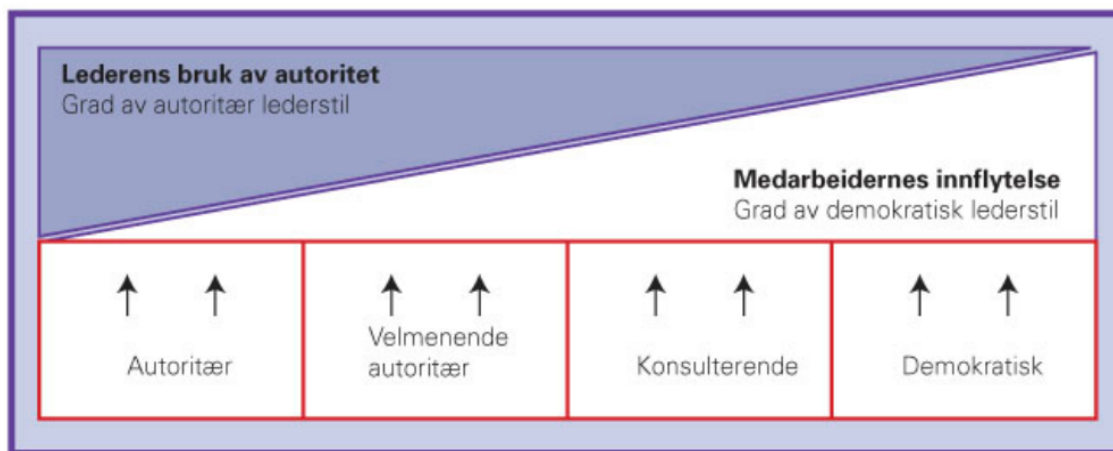 Lederens bruk av autoritet
Grad av autoritær lederstil
Medarbeidernes innflytelse
Grad av demokratisk lederstil
Autoritær
Velmenende
autoritær
Konsulterende
Demokratisk